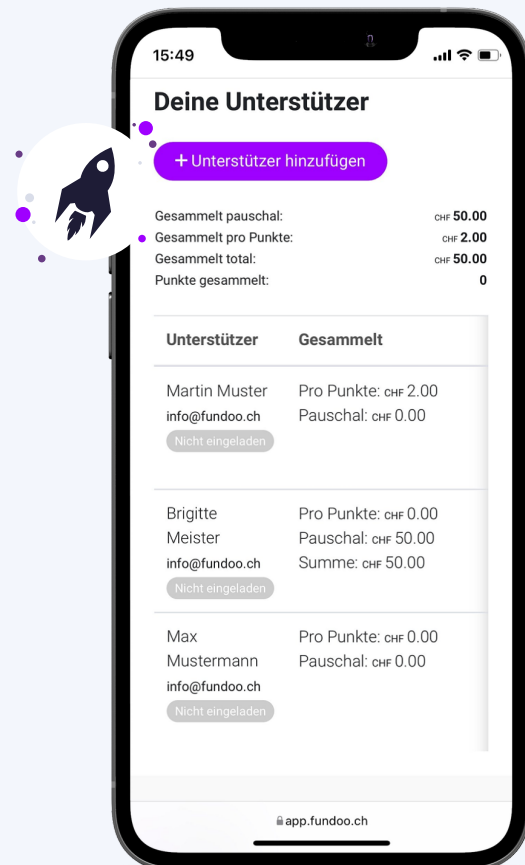 15:49
Deine Unterstützer
+ Unterstützer hinzufügen
Gesammelt pauschal: CHF 50.00
Gesammelt pro Punkte: CHF 2.00
Gesammelt total: CHF 50.00
Punkte gesammelt: 0
Unterstützer Gesammelt
Martin Muster Pro Punkte: CHF 2.00
info@fundoo.ch Pauschal: CHF 0.00
Nicht eingeladen
Brigitte Pro Punkte: CHF 0.00
Meister Pauschal: CHF 50.00
info@fundoo.ch Summe: CHF 50.00
Nicht eingeladen
Max Pro Punkte: CHF 0.00
Mustermann Pauschal: CHF 0.00
info@fundoo.ch
Nicht eingeladen
app.fundoo.ch